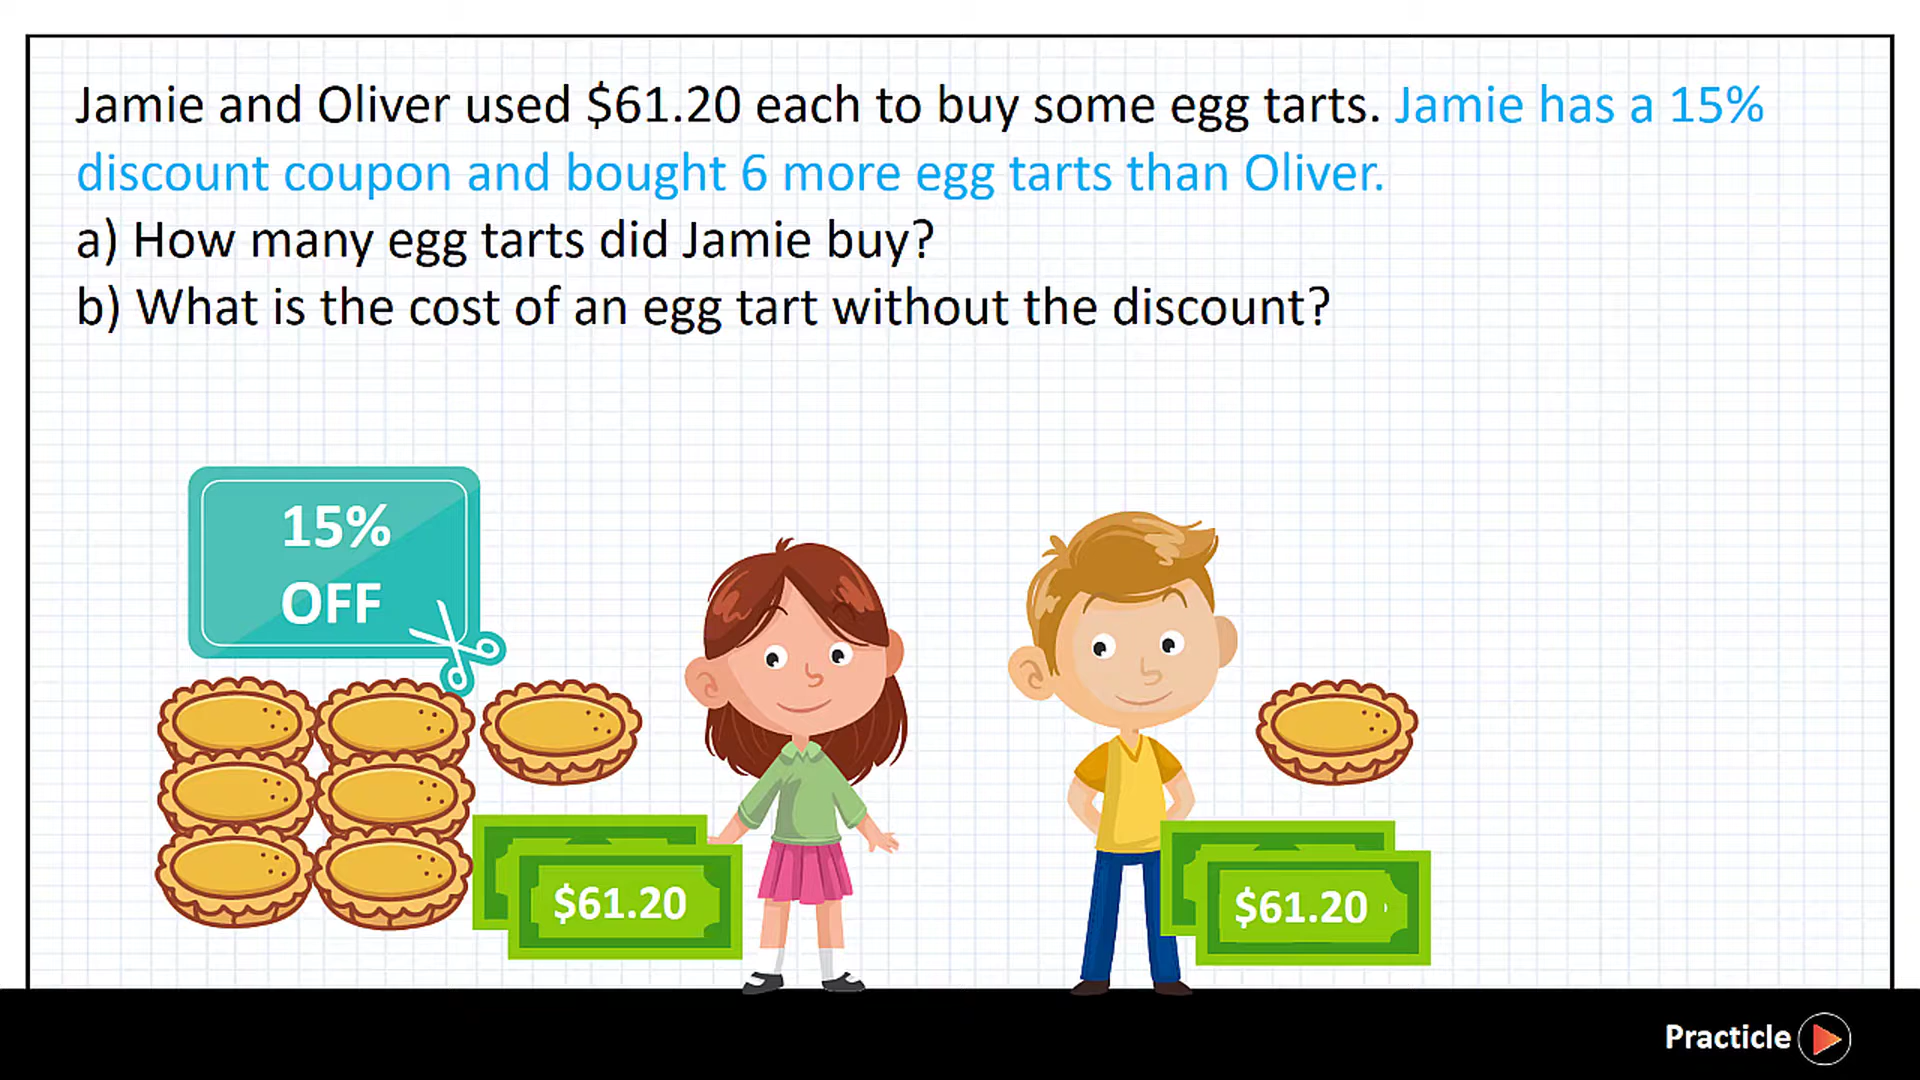 Jamie and Oliver used $61.20 each to buy some egg tarts. Jamie has a 15%
discount coupon and bought 6 more egg tarts than Oliver.
a) How many egg tarts did Jamie buy?
b) What is the cost of an egg tart without the discount?
15%
OFF
$61.20
$61.20
Practicle